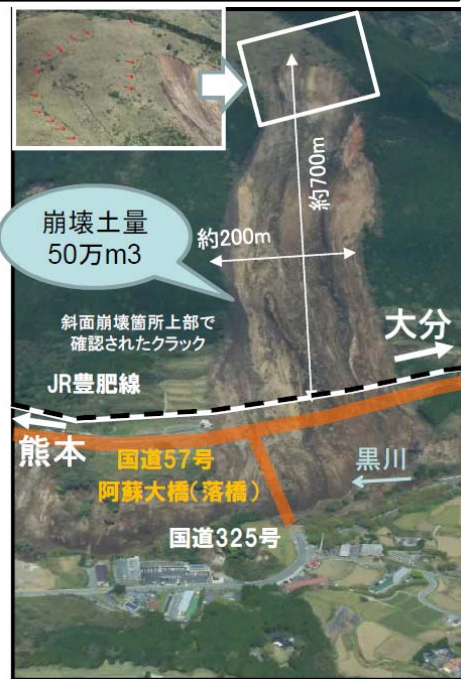 崩壊土量
50万m3
約700m
約200m
斜面崩壊箇所上部で
確認されたクラック
大分
JR豊肥線
熊本
国道57号
黒川
阿蘇大橋(落橋)
国道325号